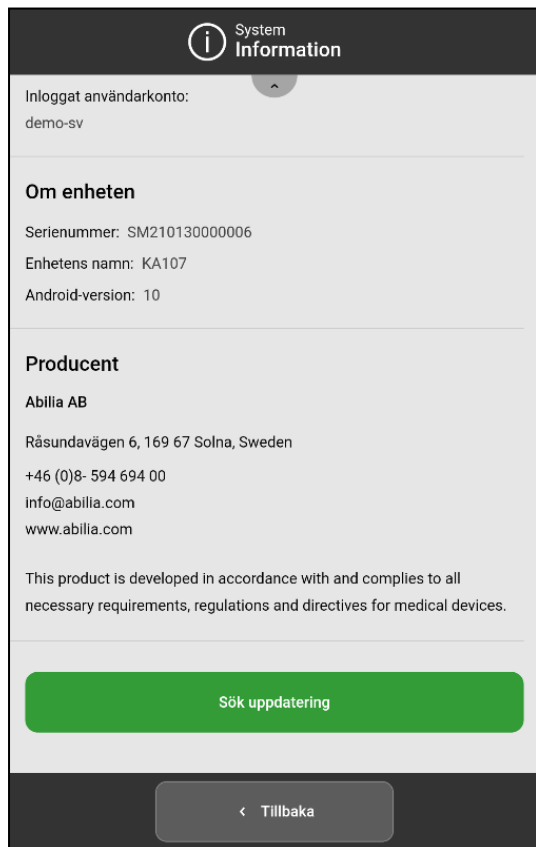 System
Information
Inloggat användarkonto:
demo-sv
Om enheten
Serienummer: SM210130000006
Enhetens namn: KA107
Android-version: 10
Producent
Abilia AB
Råsundavägen 6, 169 67 Solna, Sweden
+46 (0)8- 594 694 00
info@abilia.com
www.abilia.com
This product is developed in accordance with and complies to all
necessary requirements, regulations and directives for medical devices.
Sök uppdatering
Tillbaka